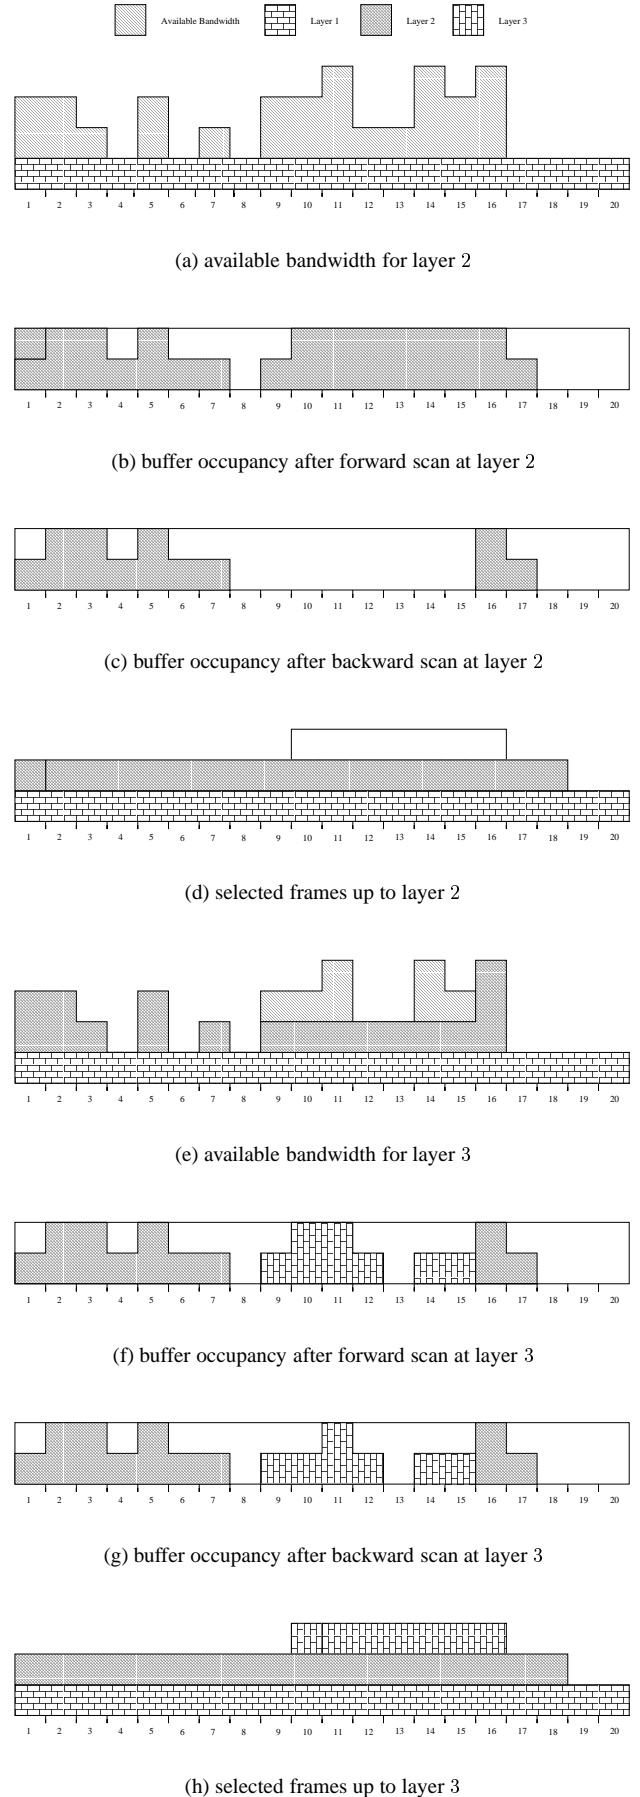 Available Bandwidth Layer 1 Layer 2 Layer 3
1 2 3 4 5 6 7 8 9 10 11 12 13 14 15 16 17 18 19 20
(a) available bandwidth for layer 2
1 2 3 4 5 6 7 8 9 10 11 12 13 14 15 16 17 18 19 20
(b) buffer occupancy after forward scan at layer 2
1 2 3 4 5 6 7 8 9 10 11 12 13 14 15 16 17 18 19 20
(c) buffer occupancy after backward scan at layer 2
1 2 3 4 5 6 7 8 9 10 11 12 13 14 15 16 17 18 19 20
(d) selected frames up to layer 2
1 2 3 4 5 6 7 8 9 10 11 12 13 14 15 16 17 18 19 20
(e) available bandwidth for layer 3
1 2 3 4 5 6 7 8 9 10 11 12 13 14 15 16 17 18 19 20
(f) buffer occupancy after forward scan at layer 3
1 2 3 4 5 6 7 8 9 10 11 12 13 14 15 16 17 18 19 20
(g) buffer occupancy after backward scan at layer 3
1 2 3 4 5 6 7 8 9 10 11 12 13 14 15 16 17 18 19 20
(h) selected frames up to layer 3